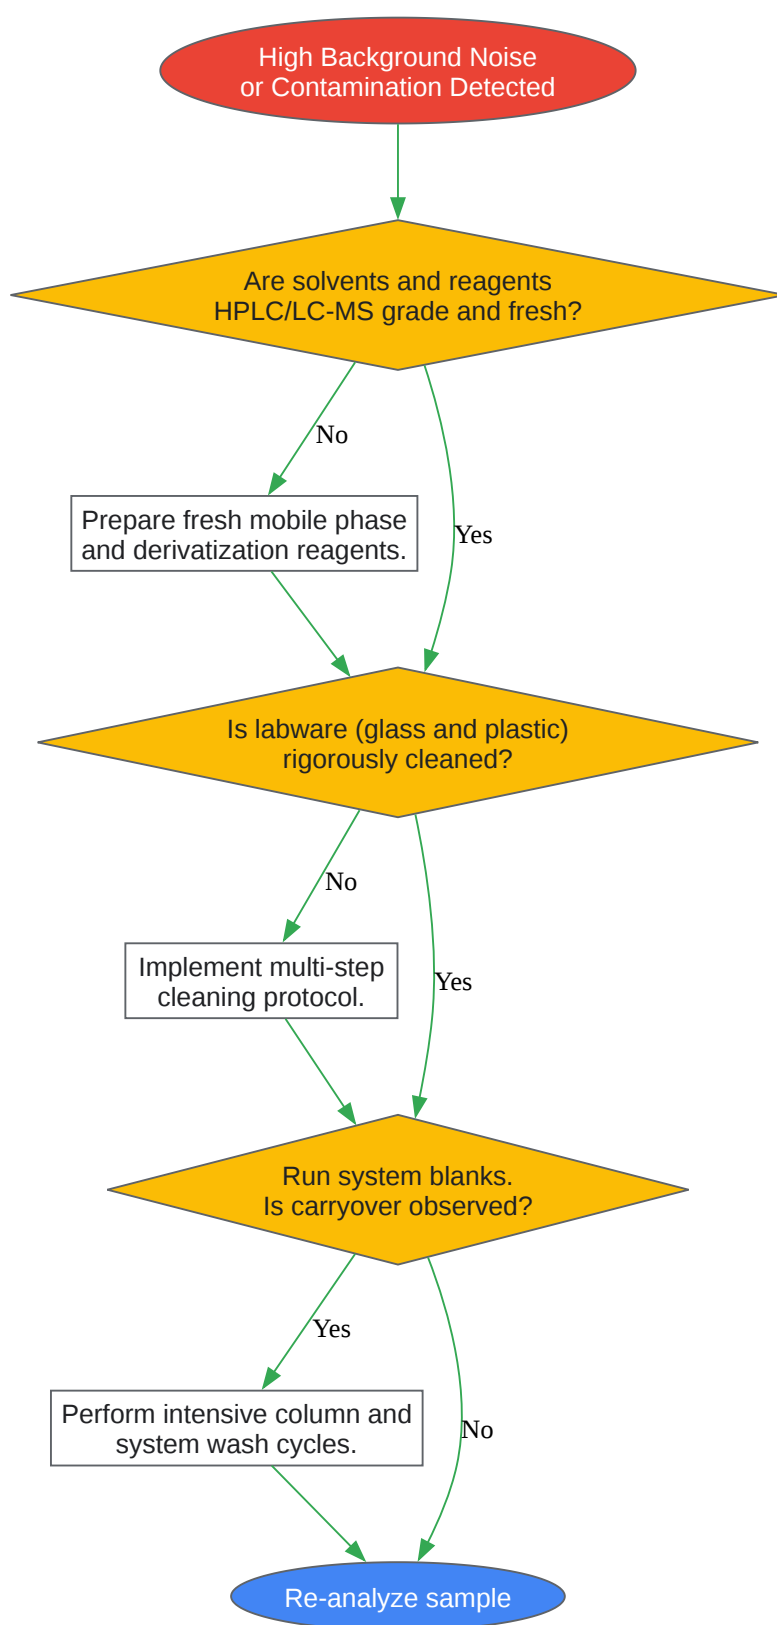 High Background Noise
or Contamination Detected
Are solvents and reagents
HPLC/LC-MS grade and fresh?
No
Prepare fresh mobile phase
and derivatization reagents.
Yes
Is labware (glass and plastic)
rigorously cleaned?
No
Implement multi-step
cleaning protocol.
Yes
Run system blanks.
Is carryover observed?
Yes
Perform intensive column and
system wash cycles.
No
Re-analyze sample